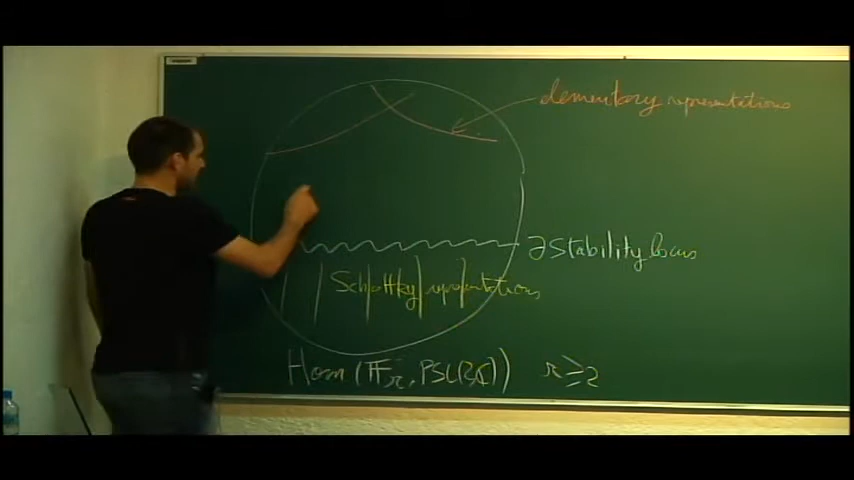 elementary representations
∂ stability locus
Schottky representations
Hom (𝔽r, PSL(2,ℂ)) r ≥ 2